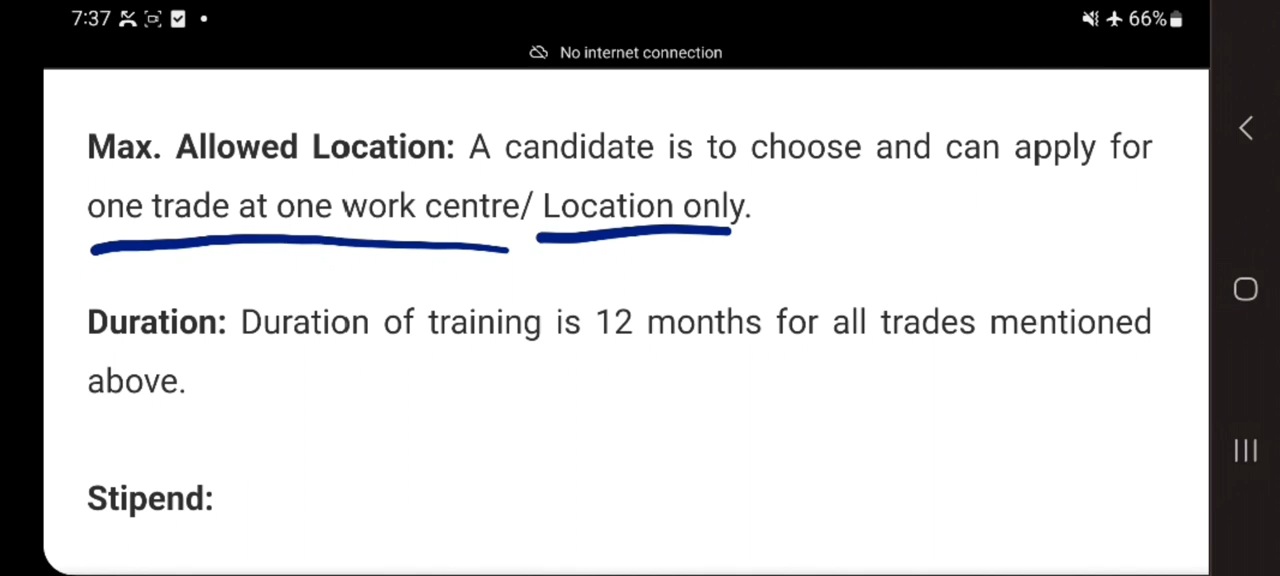 7:37
66%
No internet connection
Max. Allowed Location: A candidate is to choose and can apply for
one trade at one work centre/ Location only.
Duration: Duration of training is 12 months for all trades mentioned
above.
Stipend: